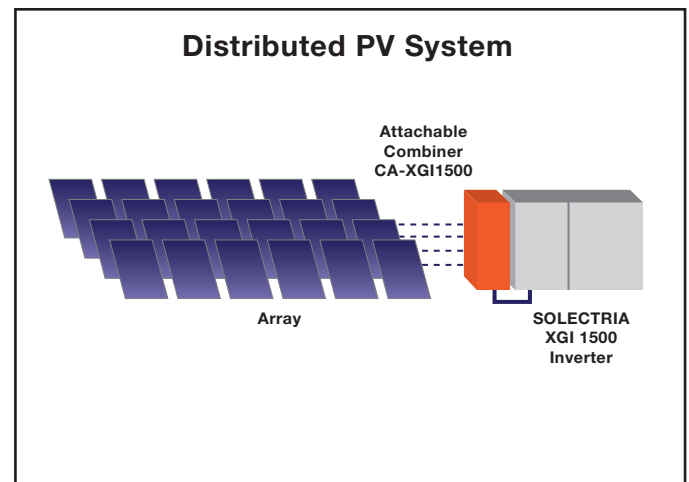 Distributed PV System
Attachable
Combiner
CA-XGI1500
Array
SOLECTRIA
XGI 1500
Inverter